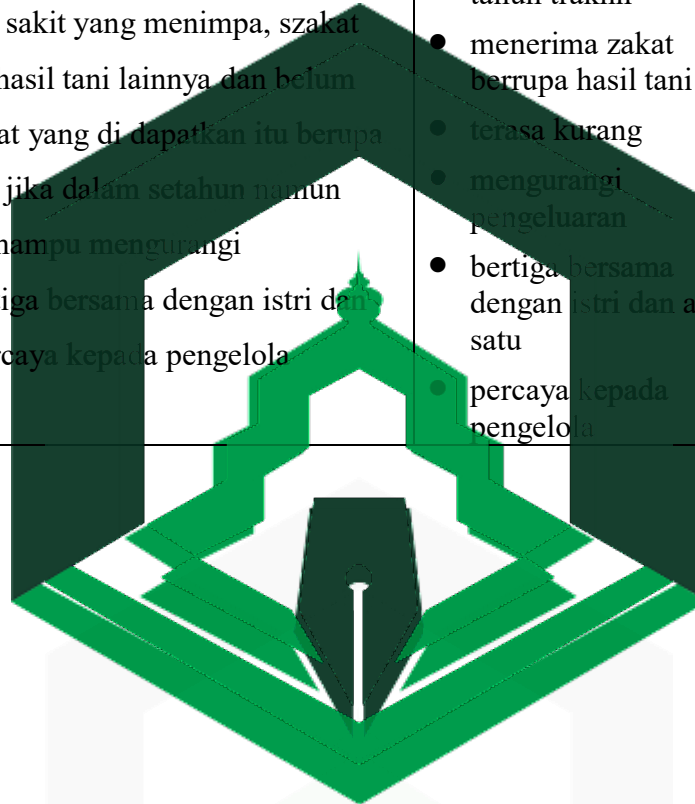 sakit yang menimpa, szakat
hasil tani lainnya dan belum
at yang di dapatkan itu berupa
jika dalam setahun namun
mampu mengurangi
iga bersama dengan istri dan
rcaya kepada pengelola
tahun trakhir
● menerima zakat
berrupa hasil tani
● terasa kurang
● mengurangi
pengeluaran
● bertiga bersama
dengan istri dan a
satu
● percaya kepada
pengelola